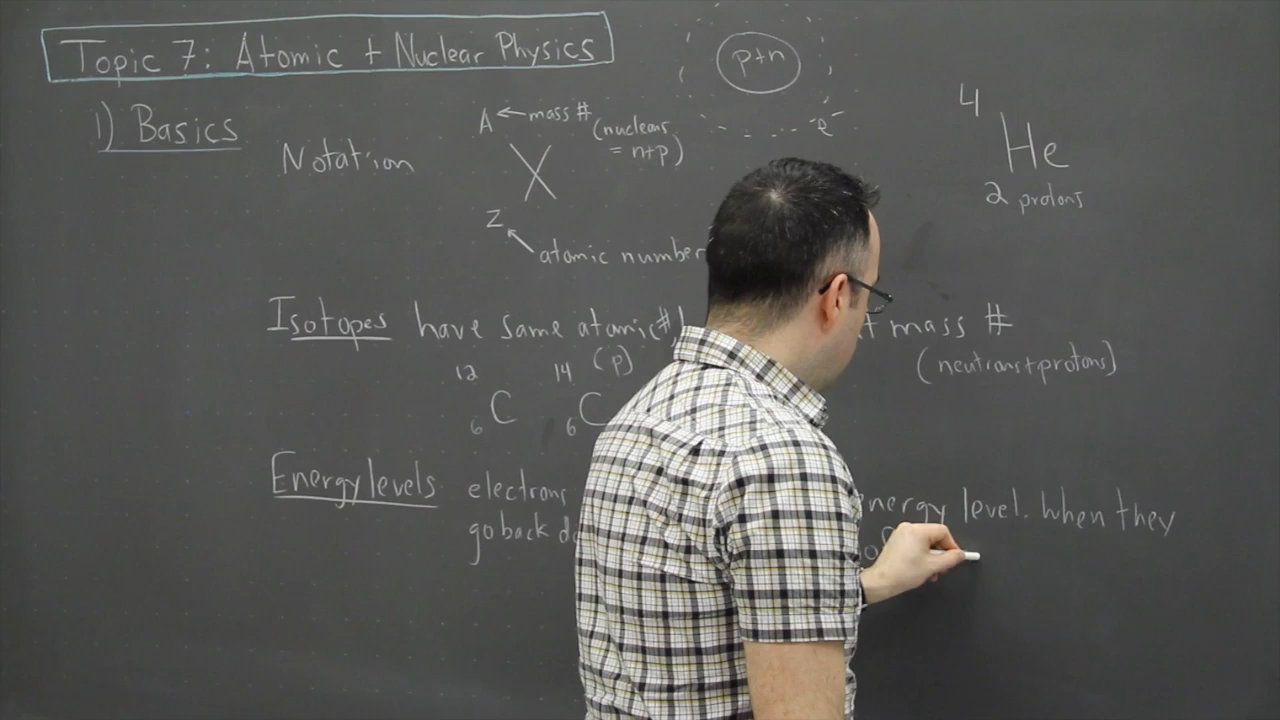 Topic 7: Atomic + Nuclear Physics
p+n
e
1) Basics
Notation
A ← mass # (nucleons = n+p)
X
Z
atomic number
4
He
2 protons
Isotopes have same atomic # mass #
(p)
(neutrons+protons)
12
6 C
14
6 C
Energy levels electrons energy level. When they
go back